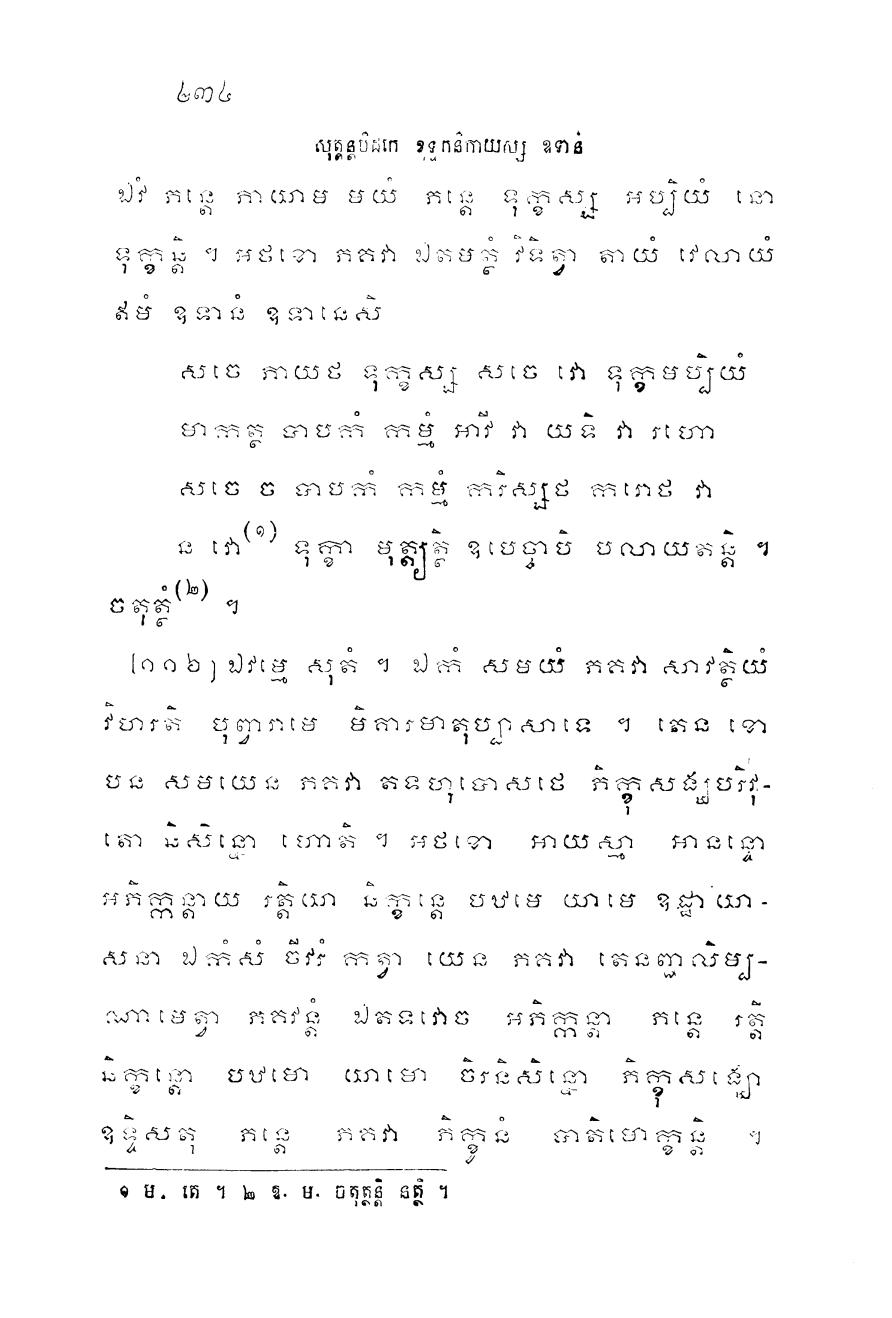 ២៣៤
សុត្តន្តបិដកេ ខុទ្ទកនិកាយស្ស ឧទានំ
ឯវំ ភន្តេ ភាយាម មយំ ភន្តេ ទុក្ខស្ស អប្បិយំ នោ
ទុក្ខន្តិ ។ អថខោ ភគវា ឯតមត្ថំ វិទិត្វា តាយំ វេលាយំ
ឥមំ ឧទានំ ឧទានេសិ
សចេ ភាយថ ទុក្ខស្ស សចេ វោ ទុក្ខមប្បិយំ
មាកត្ថ បាបកំ កម្មំ អាវី វា យទិ វា រហោ
សចេ ច បាបកំ កម្មំ ករិស្សថ ករោថ វា
ន វោ(១) ទុក្ខា មុត្យត្ថិ ឧបេច្ចាបិ បលាយតន្តិ ។
ចតុត្ថំ(២) ។
[១១៦] ឯវម្មេ សុតំ ។ ឯកំ សមយំ ភគវា សាវត្ថិយំ
វិហរតិ បុព្វារាមេ មិគារមាតុប្បាសាទេ ។ តេន ខោ
បន សមយេន ភគវា តទហុបោសថេ ភិក្ខុសង្ឃបរិវុ-
តោ និសិន្នោ ហោតិ ។ អថខោ អាយស្មា អានន្ទោ
អភិក្កន្តាយ រត្តិយា និក្ខន្តេ បឋមេ យាមេ ឧដ្ឋាយា-
សនា ឯកំសំ ចីវរំ កត្វា យេន ភគវា តេនញ្ជលិម្ប-
ណាមេត្វា ភគវន្តំ ឯតទវោច អភិក្កន្តា ភន្តេ រត្តិ
និក្ខន្តោ បឋមោ យាមោ ចិរនិសិន្នោ ភិក្ខុសង្ឃោ
ឧទ្ទិសតុ ភន្តេ ភគវា ភិក្ខូនំ បាតិមោក្ខន្តិ ។
១ ម. តេ ។ ២ ឱ. ម. ចតុត្ថន្តិ នត្ថិ ។